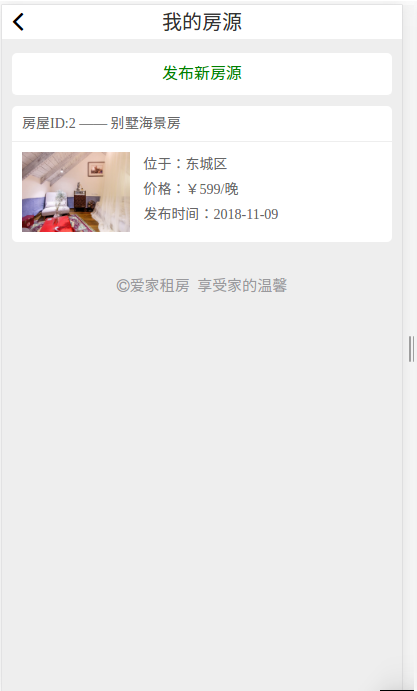 我的房源
发布新房源
房屋ID:2 —— 别墅海景房
位于：东城区
价格：￥599/晚
发布时间：2018-11-09
©爱家租房 享受家的温馨